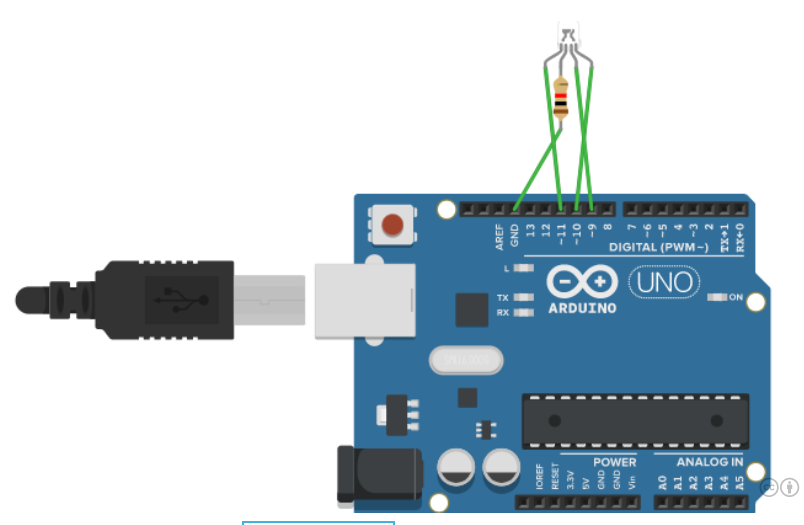 AREF
GND
13
12
~11
~10
~9
8
7
~6
~5
4
~3
2
TX→1
RX←0
DIGITAL (PWM~)
L
TX
RX
UNO
ARDUINO
ON
POWER
ANALOG IN
IOREF
RESET
3.3V
5V
GND
GND
Vin
A0
A1
A2
A3
A4
A5
cc